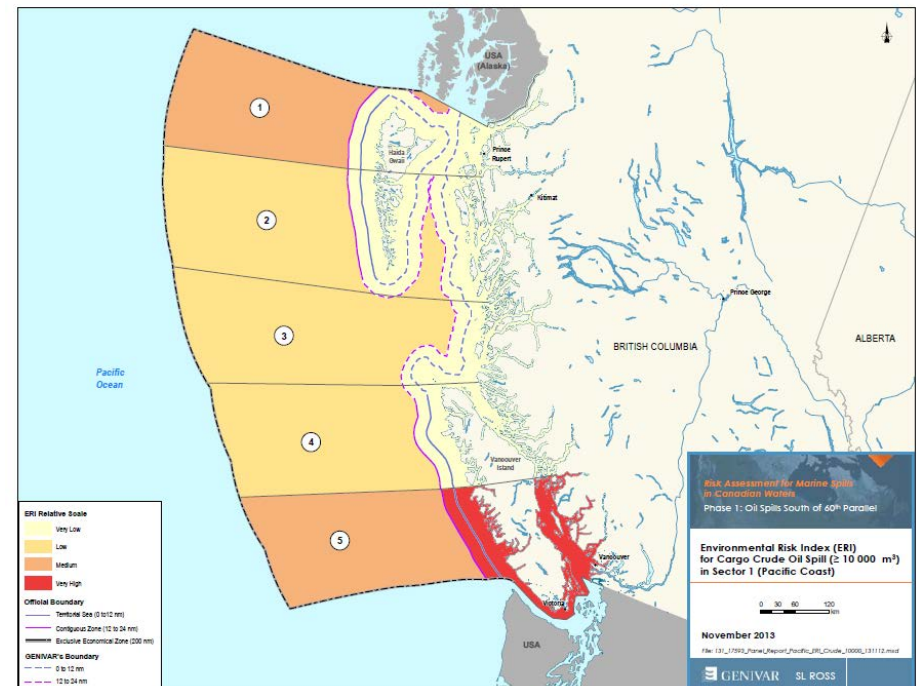 USA
(Alaska)
1
Haida
Gwaii
Prince
Rupert
Kitimat
2
Prince George
3
BRITISH COLUMBIA
ALBERTA
Pacific
Ocean
4
Vancouver
Island
5
Vancouver
Victoria
USA
ERI Relative Scale
Very Low
Low
Medium
Very High
Official Boundary
Territorial Sea (0 to12 nm)
Contiguous Zone (12 to 24 nm)
Exclusive Economic Zone (200 nm)
GENIVAR's Boundary
0 to 12 nm
12 to 24 nm
Risk Assessment for Marine Spills
in Canadian Waters
Phase 1: Oil Spills South of 60th Parallel
Environmental Risk Index (ERI)
for Cargo Crude Oil Spill (≥ 10 000 m³)
in Sector 1 (Pacific Coast)
0 30 60 120
km
November 2013
File: 131_17593_Panel_Report_Pacific_ERI_Crude_10000_131112.mxd
GENIVAR SL ROSS